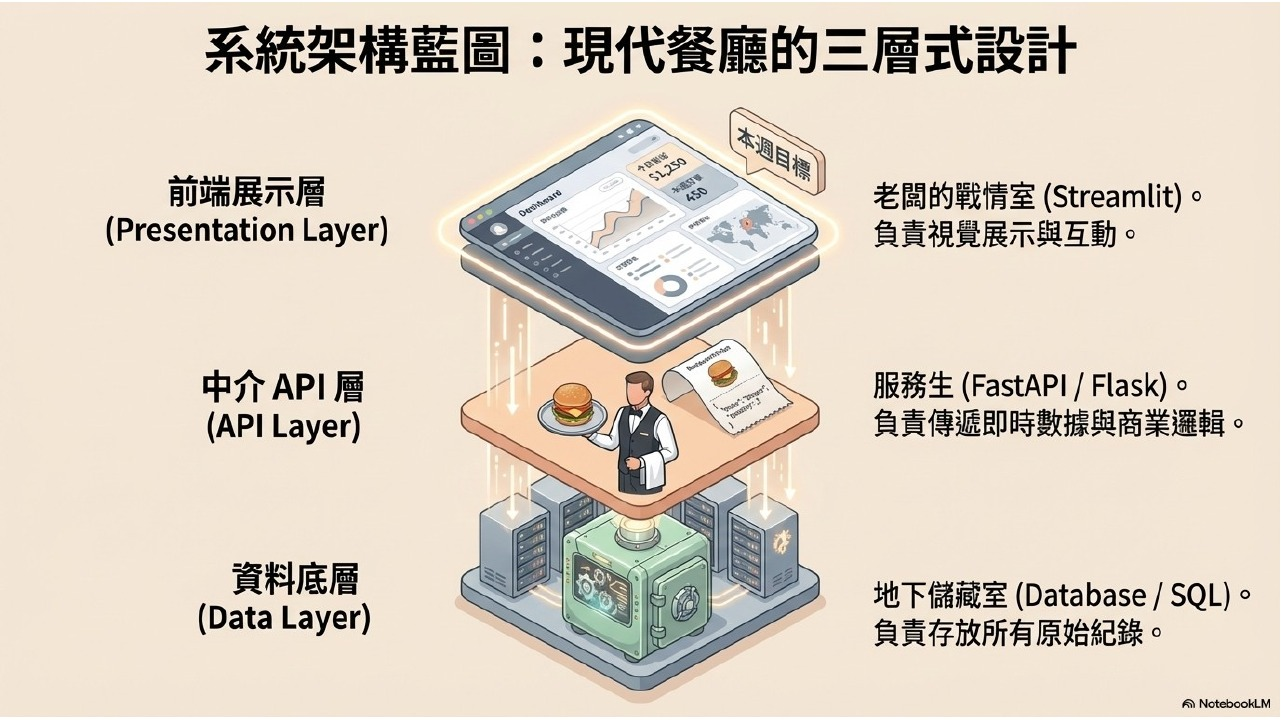 系統架構藍圖：現代餐廳的三層式設計
本週目標
Dashboard
$1,250
450
前端展示層
(Presentation Layer)
老闆的戰情室 (Streamlit)。
負責視覺展示與互動。
中介 API 層
(API Layer)
服務生 (FastAPI / Flask)。
負責傳遞即時數據與商業邏輯。
資料底層
(Data Layer)
地下儲藏室 (Database / SQL)。
負責存放所有原始紀錄。
NotebookLM